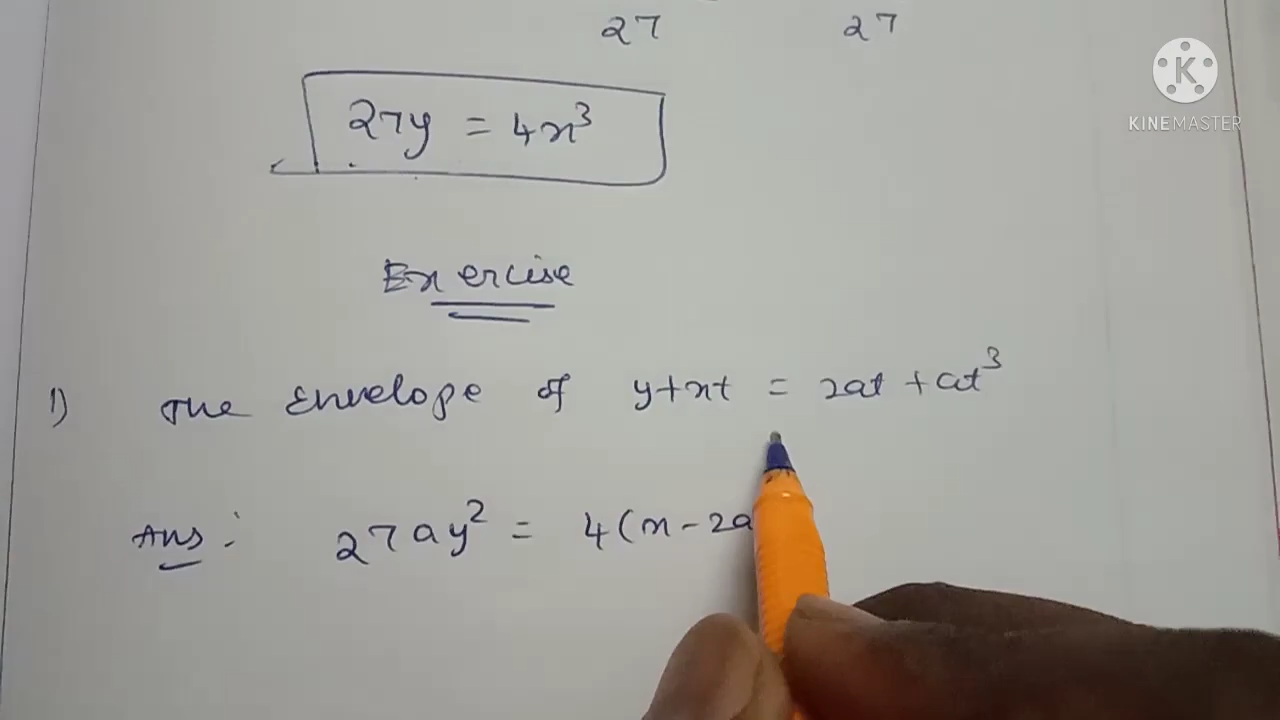 27 27
KINEMASTER
27y = 4x³
Exercise
1) The Envelope of y+xt = 2at + at³
Ans: 27ay² = 4(x-2a